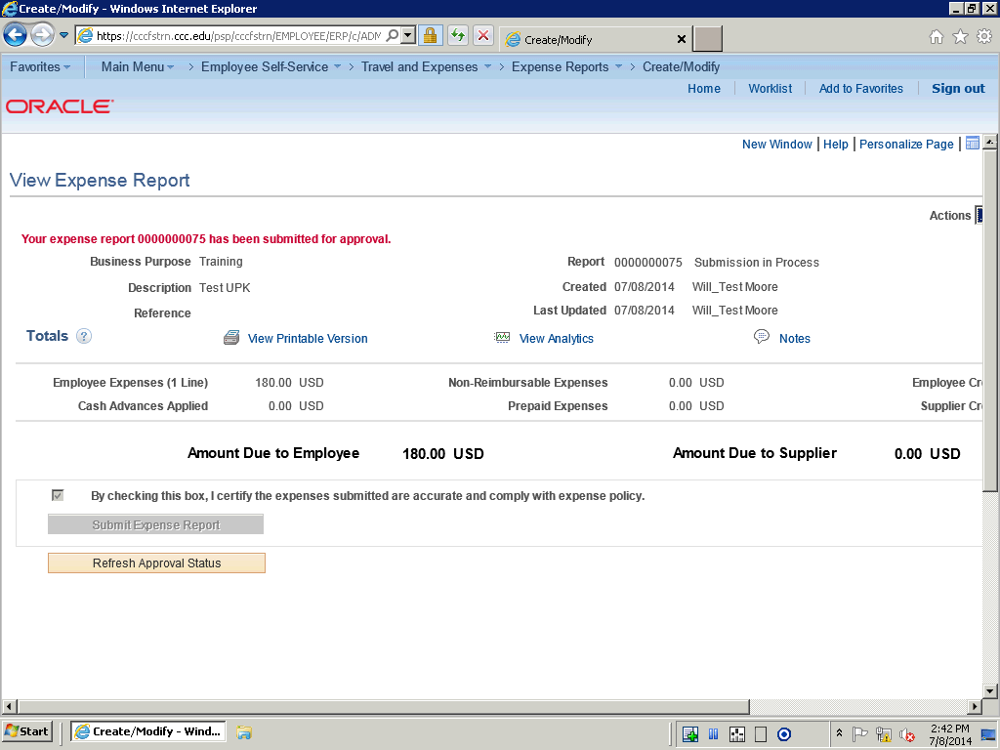 Create/Modify - Windows Internet Explorer
https://cccfstrn.ccc.edu/psp/cccfstrn/EMPLOYEE/ERP/c/ADM
Create/Modify
Favorites Main Menu > Employee Self-Service > Travel and Expenses > Expense Reports > Create/Modify
Home Worklist Add to Favorites Sign out
ORACLE
New Window | Help | Personalize Page |
View Expense Report
Actions
Your expense report 0000000075 has been submitted for approval.
Business Purpose Training Report 0000000075 Submission in Process
Description Test UPK Created 07/08/2014 Will_Test Moore
Reference Last Updated 07/08/2014 Will_Test Moore
Totals ? View Printable Version View Analytics Notes
Employee Expenses (1 Line) 180.00 USD Non-Reimbursable Expenses 0.00 USD Employee Cr
Cash Advances Applied 0.00 USD Prepaid Expenses 0.00 USD Supplier Cr
Amount Due to Employee 180.00 USD Amount Due to Supplier 0.00 USD
By checking this box, I certify the expenses submitted are accurate and comply with expense policy.
Submit Expense Report
Refresh Approval Status
Start Create/Modify - Wind... 2:42 PM
7/8/2014